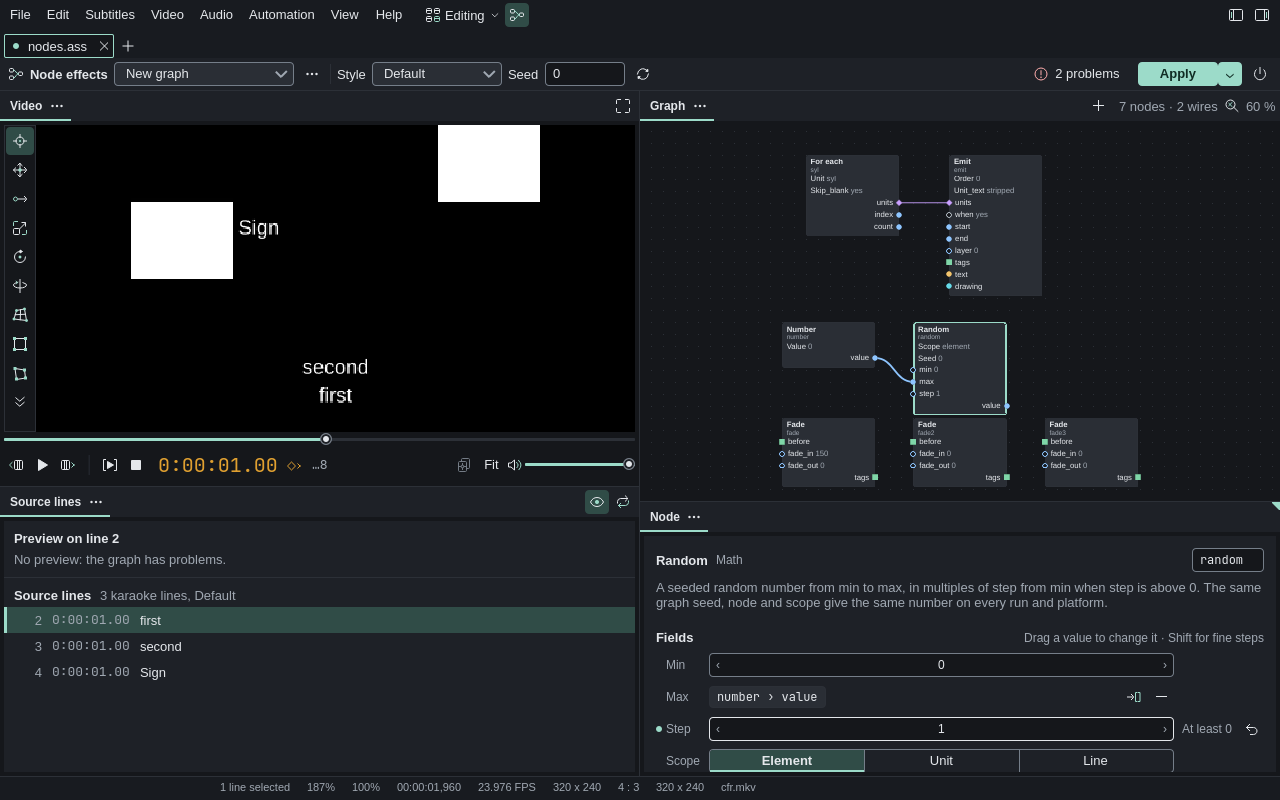 File Edit Subtitles Video Audio Automation View Help Editing
nodes.ass
Node effects New graph ... Style Default Seed 0 2 problems Apply
Video ...
Graph ... 7 nodes · 2 wires 60 %
Sign
second
first
For each
syl
Unit syl
Skip_blank yes
units
index
count
Emit
emit
Order 0
Unit_text stripped
units
when yes
start
end
layer 0
tags
text
drawing
Number
number
Value 0
value
Random
random
Scope element
Seed 0
min 0
max
step 1
value
Fade
fade
before
fade_in 150
fade_out 0
tags
Fade
fade2
before
fade_in 0
fade_out 0
tags
Fade
fade3
before
fade_in 0
fade_out 0
tags
0:00:01.00 …8 Fit
Source lines ...
Preview on line 2
No preview: the graph has problems.
Source lines 3 karaoke lines, Default
2 0:00:01.00 first
3 0:00:01.00 second
4 0:00:01.00 Sign
Node ...
Random Math random
A seeded random number from min to max, in multiples of step from min when step is above 0. The same
graph seed, node and scope give the same number on every run and platform.
Fields Drag a value to change it · Shift for fine steps
Min ‹ 0 ›
Max number › value
Step ‹ 1 › At least 0
Scope Element Unit Line
1 line selected 187% 100% 00:00:01,960 23.976 FPS 320 x 240 4 : 3 320 x 240 cfr.mkv